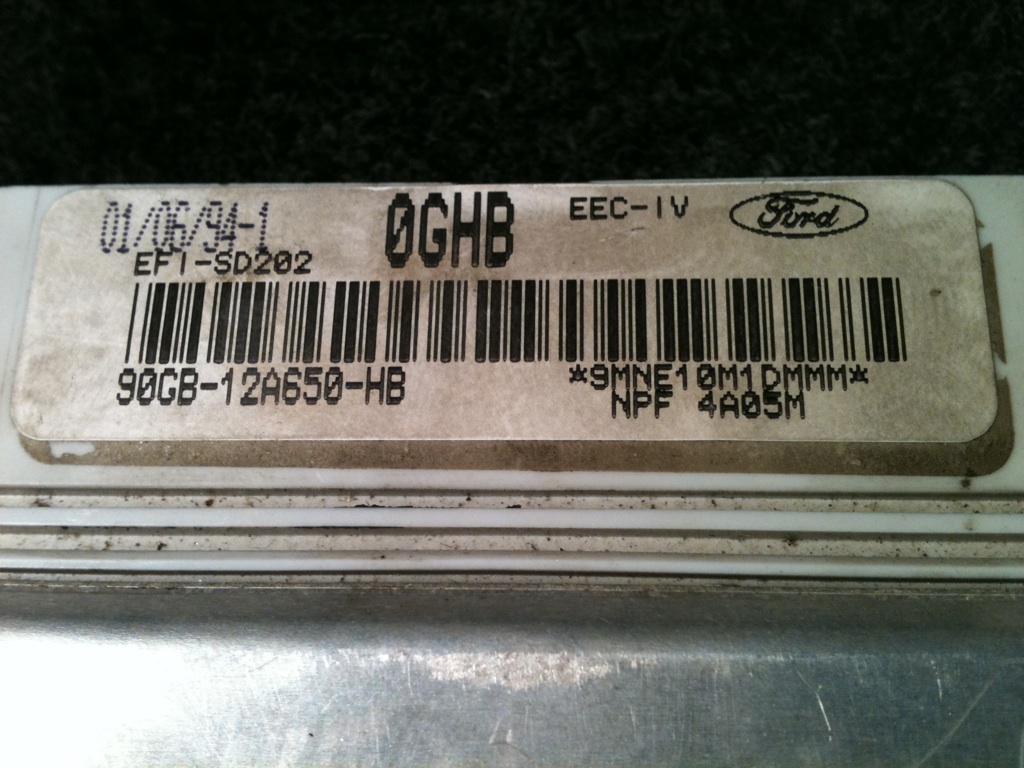 01/06/94-1 0GHB EEC-IV Ford
EFI-SD202
90GB-12A650-HB *9MNE10M1DMMM*
NPF 4A05M